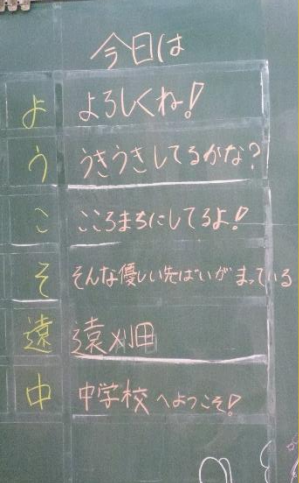 今日は
よ よろしくね!
う うきうきしてるかな?
こ こころまちにしてるよ!
そ そんな優しい先ぱいがまっている
遠 遠刈田
中 中学校へようこそ!